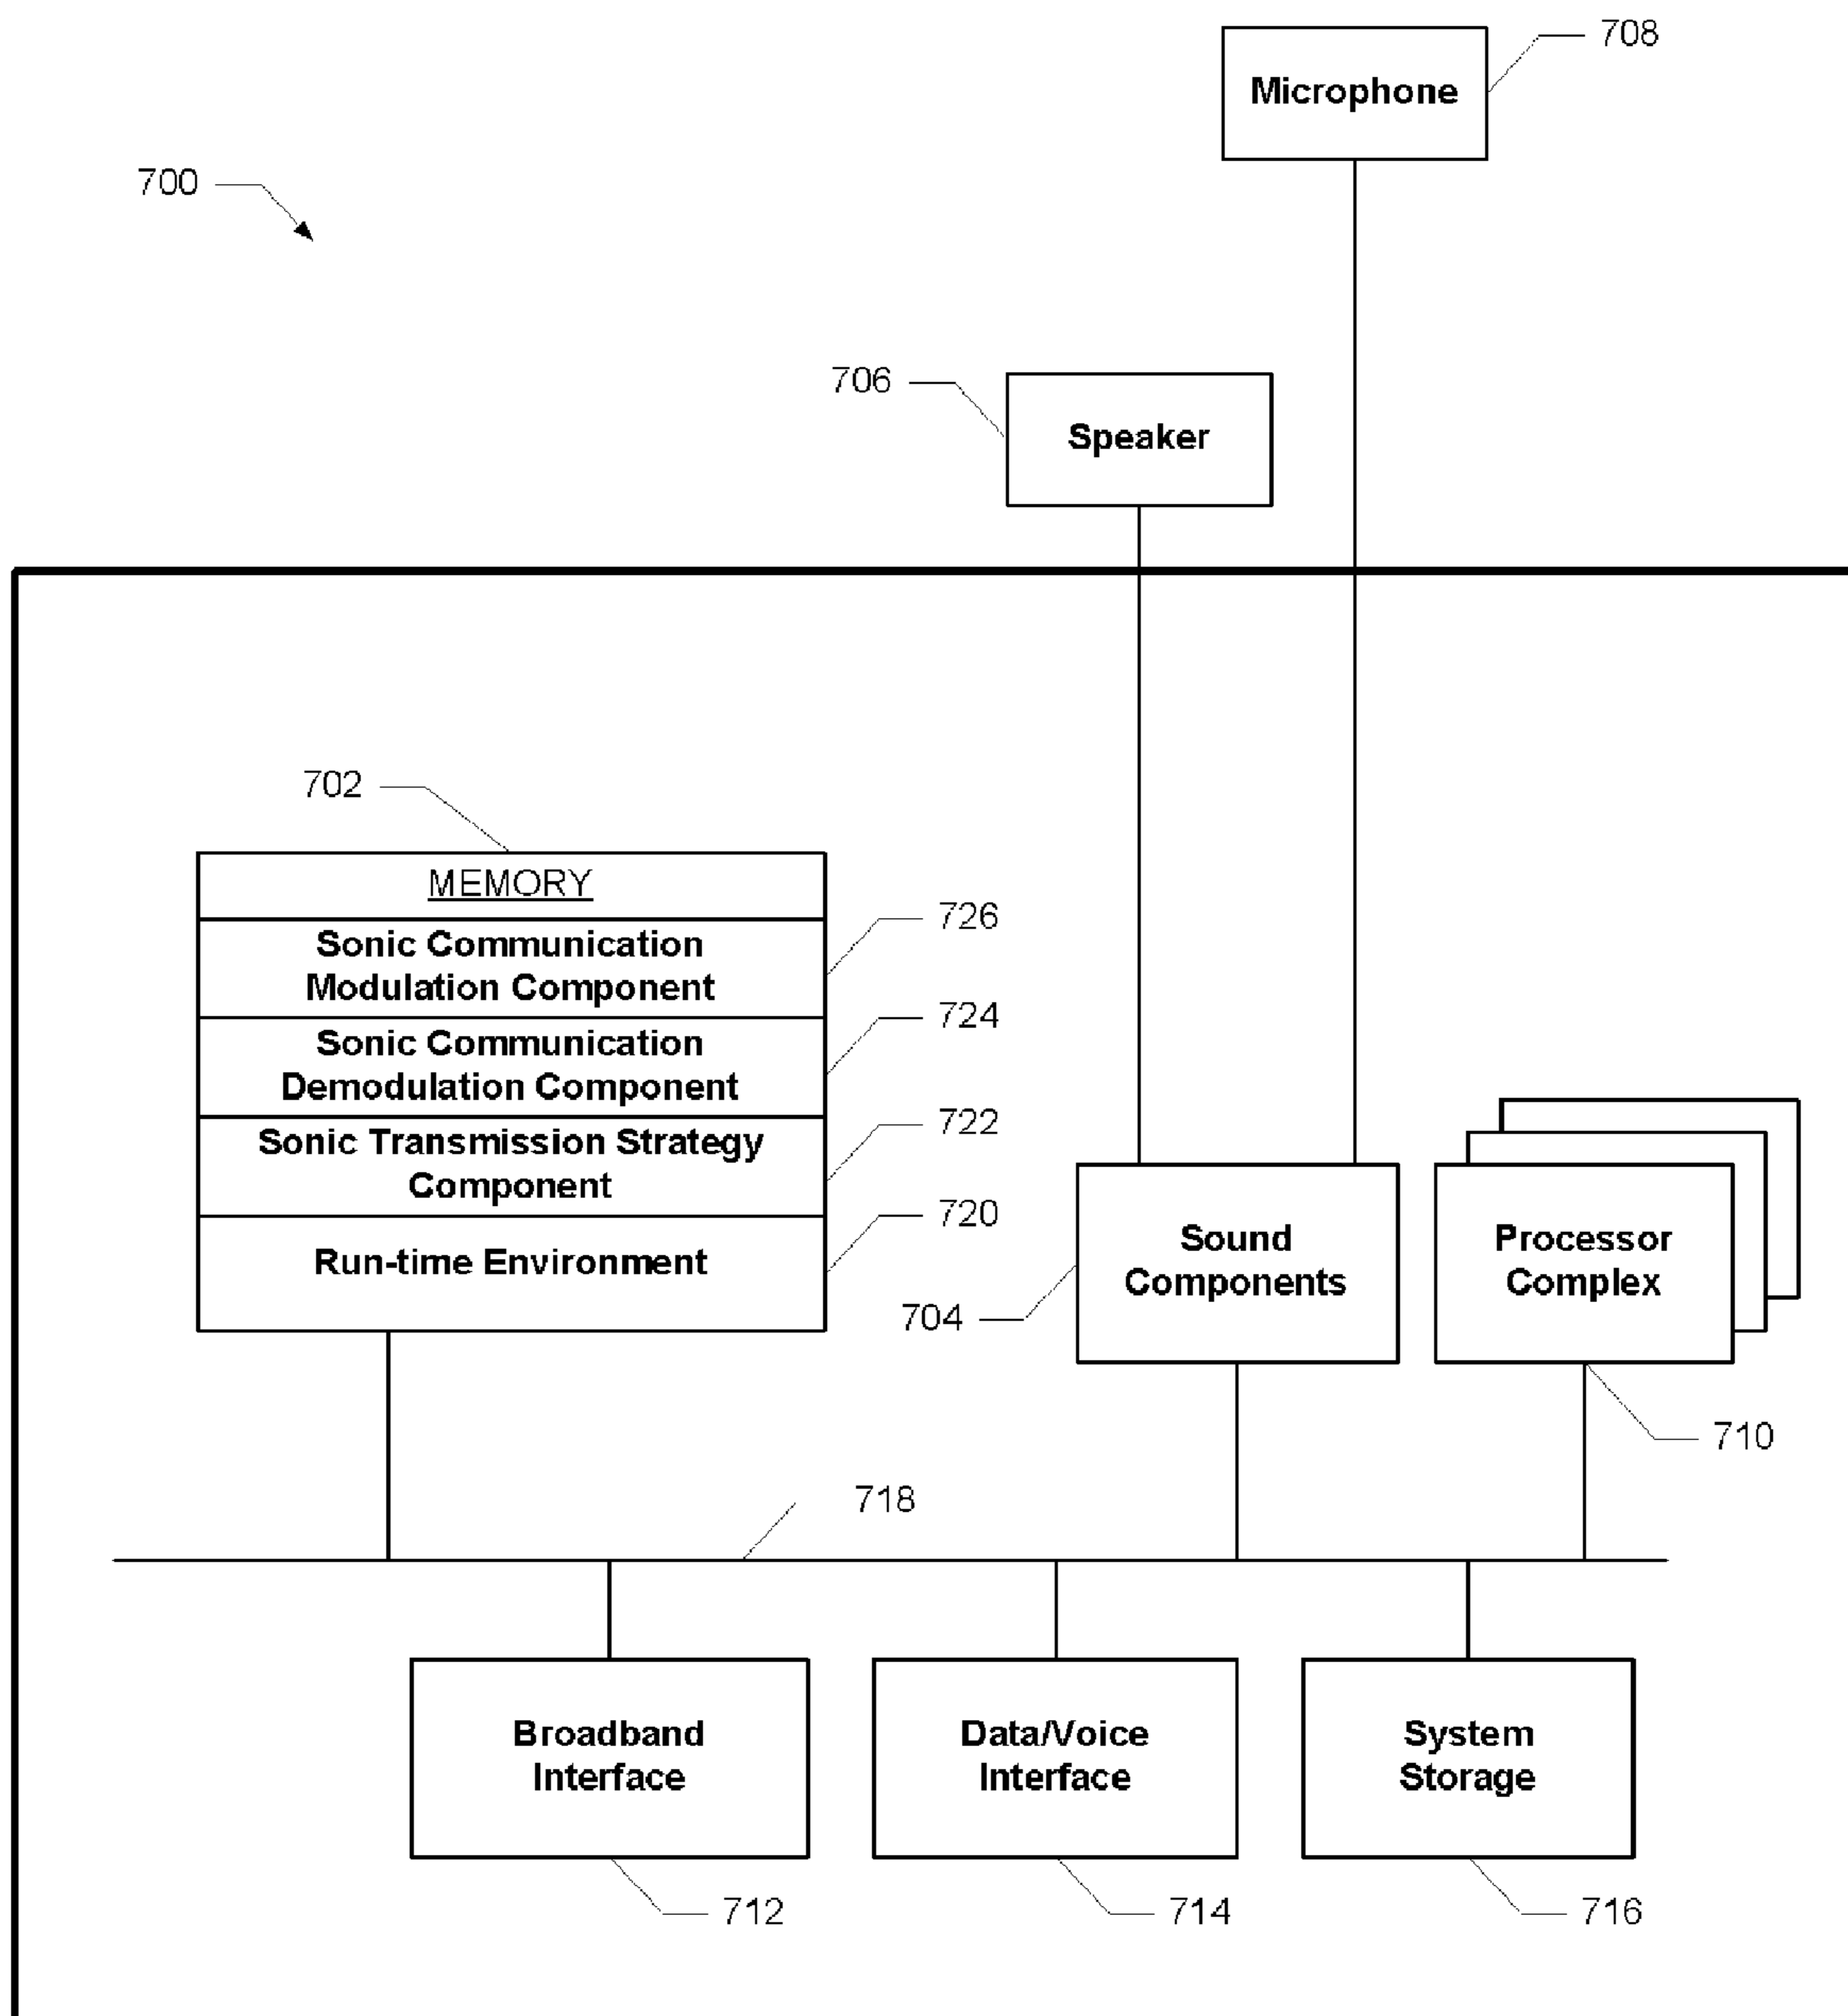 708
Microphone
700
706
Speaker
702
MEMORY
726
Sonic Communication
Modulation Component
724
Sonic Communication
Demodulation Component
722
Sonic Transmission Strategy
Component
720
Run-time Environment
Sound
Components
704
Processor
Complex
710
718
Broadband
Interface
Data/Voice
Interface
System
Storage
712
714
716